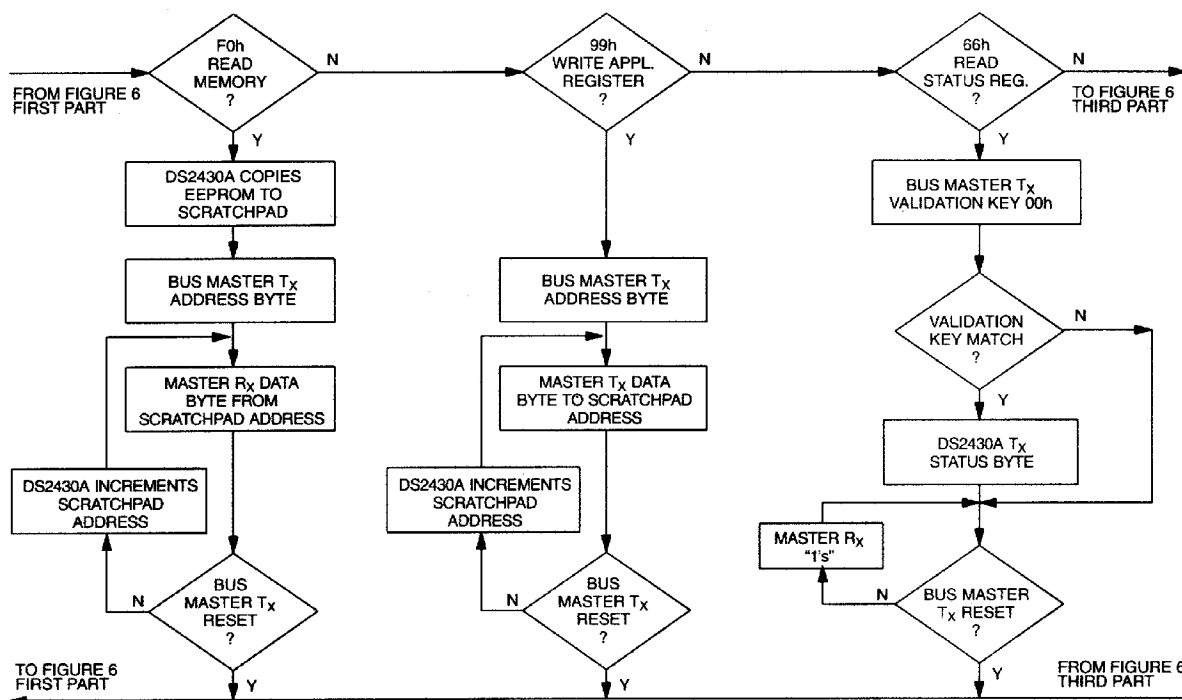 F0h
READ
MEMORY
?
N
Y
FROM FIGURE 6
FIRST PART
99h
WRITE APPL.
REGISTER
?
N
Y
66h
READ
STATUS REG.
?
N
Y
TO FIGURE 6
THIRD PART
DS2430A COPIES
EEPROM TO
SCRATCHPAD
BUS MASTER TX
ADDRESS BYTE
MASTER RX DATA
BYTE FROM
SCRATCHPAD ADDRESS
DS2430A INCREMENTS
SCRATCHPAD
ADDRESS
BUS
MASTER TX
RESET
?
N
Y
BUS MASTER TX
ADDRESS BYTE
MASTER TX DATA
BYTE TO SCRATCHPAD
ADDRESS
DS2430A INCREMENTS
SCRATCHPAD
ADDRESS
BUS
MASTER TX
RESET
?
N
Y
BUS MASTER TX
VALIDATION KEY 00h
VALIDATION
KEY MATCH
?
N
Y
DS2430A TX
STATUS BYTE
MASTER RX
"1's"
BUS MASTER
TX RESET
?
N
Y
TO FIGURE 6
FIRST PART
FROM FIGURE 6
THIRD PART